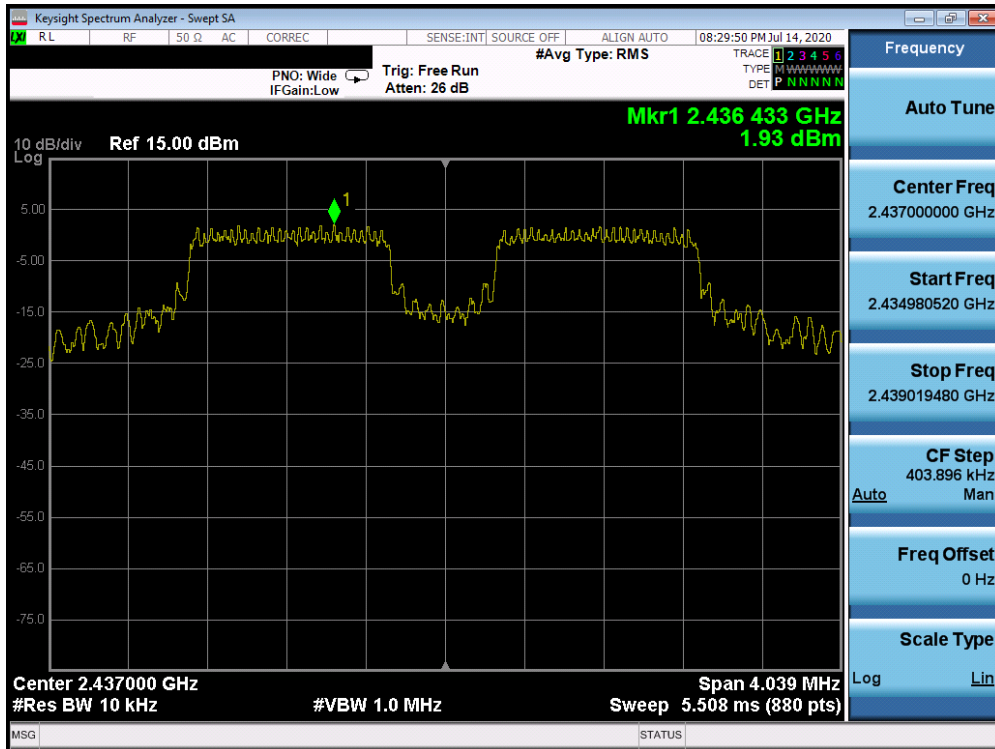 Keysight Spectrum Analyzer - Swept SA
LXI RL RF 50 Ω AC CORREC SENSE:INT SOURCE OFF ALIGN AUTO 08:29:50 PM Jul 14, 2020
#Avg Type: RMS TRACE 1 2 3 4 5 6
PNO: Wide Trig: Free Run TYPE M WWWWW
IFGain:Low Atten: 26 dB DET P N N N N N
Mkr1 2.436 433 GHz
1.93 dBm
10 dB/div Ref 15.00 dBm
Log
1
5.00
-5.00
-15.0
-25.0
-35.0
-45.0
-55.0
-65.0
-75.0
Center 2.437000 GHz Span 4.039 MHz
#Res BW 10 kHz #VBW 1.0 MHz Sweep 5.508 ms (880 pts)
MSG STATUS
Frequency
Auto Tune
Center Freq
2.437000000 GHz
Start Freq
2.434980520 GHz
Stop Freq
2.439019480 GHz
CF Step
403.896 kHz
Auto Man
Freq Offset
0 Hz
Scale Type
Log Lin